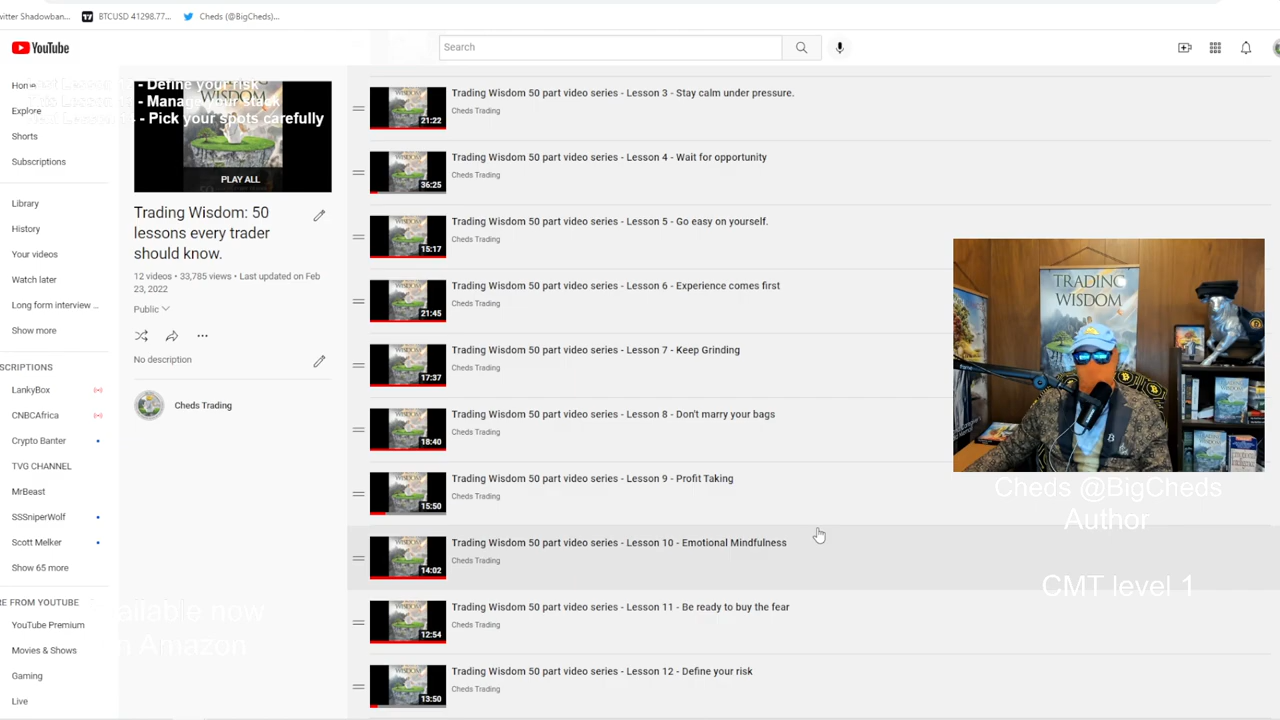 BTCUSD 41298.77...
Cheds (@BigCheds)...
YouTube
Search
Explore
Shorts
Subscriptions
Library
History
Your videos
Watch later
Long form interview ...
Show more
LankyBox
CNBCAfrica
Crypto Banter
TVG CHANNEL
MrBeast
SSSniperWolf
Scott Melker
Show 65 more
YouTube Premium
Movies & Shows
Gaming
Live
- Define your risk
- Pick your spots carefully
WISDOM
PLAY ALL
Trading Wisdom: 50
lessons every trader
should know.
12 videos • 33,785 views • Last updated on Feb
23, 2022
Public
No description
Cheds Trading
Trading Wisdom 50 part video series - Lesson 3 - Stay calm under pressure.
Cheds Trading
21:22
Trading Wisdom 50 part video series - Lesson 4 - Wait for opportunity
Cheds Trading
36:25
Trading Wisdom 50 part video series - Lesson 5 - Go easy on yourself.
Cheds Trading
15:17
Trading Wisdom 50 part video series - Lesson 6 - Experience comes first
Cheds Trading
21:45
Trading Wisdom 50 part video series - Lesson 7 - Keep Grinding
Cheds Trading
17:37
Trading Wisdom 50 part video series - Lesson 8 - Don't marry your bags
Cheds Trading
18:40
Trading Wisdom 50 part video series - Lesson 9 - Profit Taking
Cheds Trading
15:50
Trading Wisdom 50 part video series - Lesson 10 - Emotional Mindfulness
Cheds Trading
14:02
Trading Wisdom 50 part video series - Lesson 11 - Be ready to buy the fear
Cheds Trading
12:54
Trading Wisdom 50 part video series - Lesson 12 - Define your risk
Cheds Trading
13:50
TRADING
WISDOM
Cheds @BigCheds
Author
CMT level 1
now
Amazon